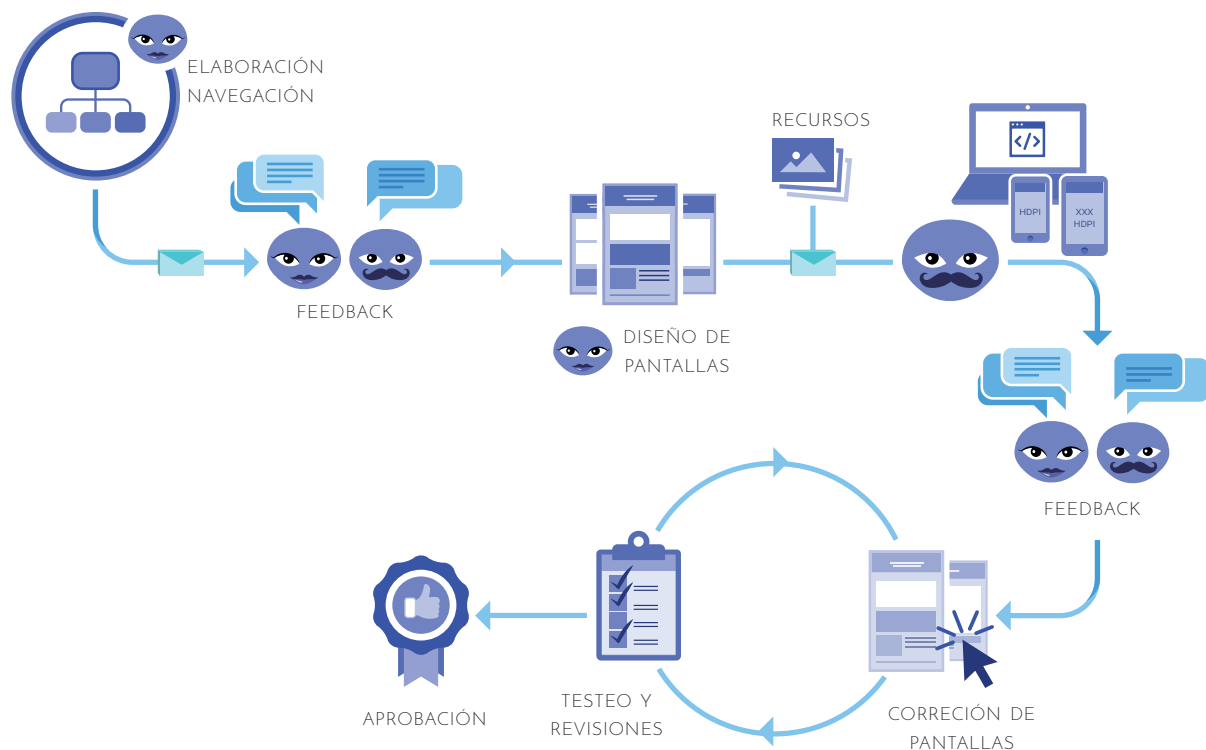 ELABORACIÓN
NAVEGACIÓN
FEEDBACK
DISEÑO DE
PANTALLAS
RECURSOS
</>
HDPI
XXX
HDPI
FEEDBACK
CORRECIÓN DE
PANTALLAS
TESTEO Y
REVISIONES
APROBACIÓN